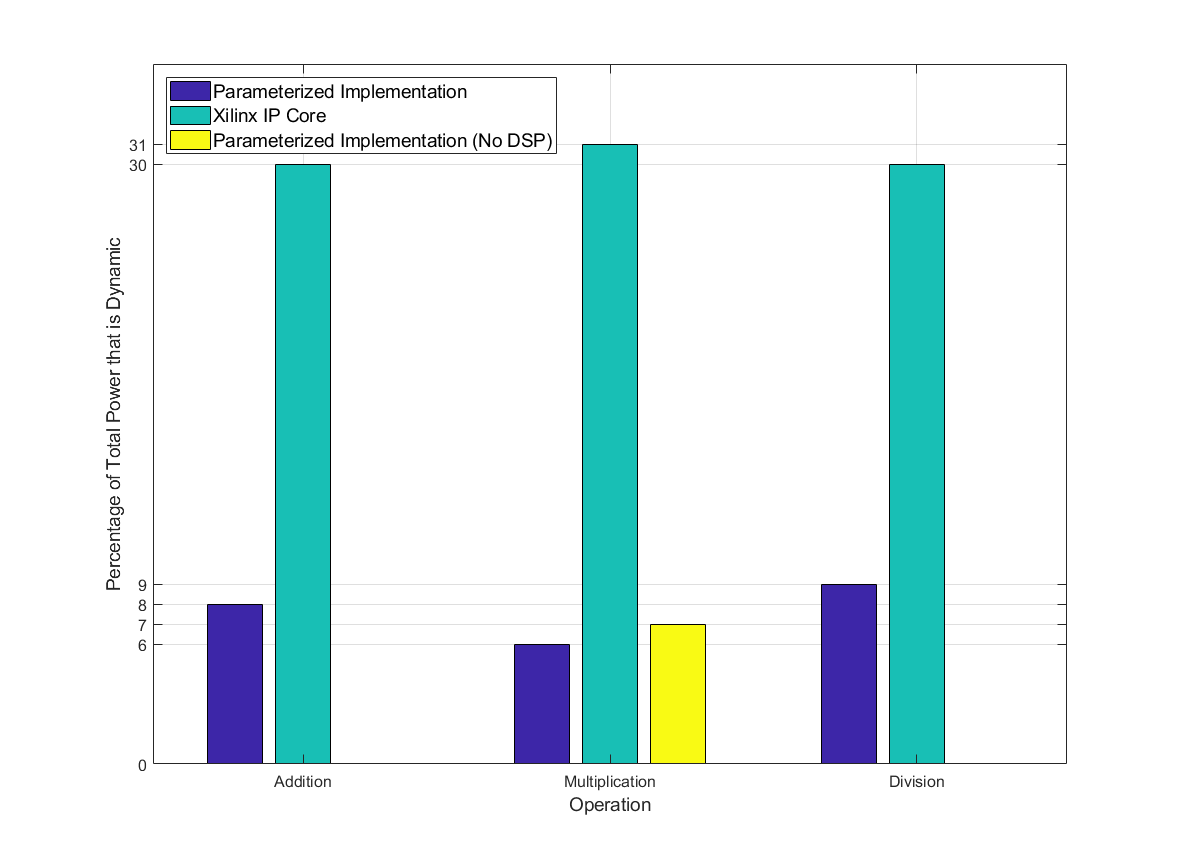 Parameterized Implementation
Xilinx IP Core
Parameterized Implementation (No DSP)
31
30
9
8
7
6
0
Percentage of Total Power that is Dynamic
Addition
Multiplication
Division
Operation